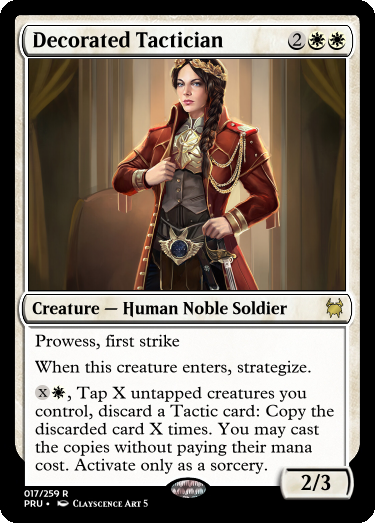 Decorated Tactician 2
Creature — Human Noble Soldier
Prowess, first strike
When this creature enters, strategize.
X , Tap X untapped creatures you
control, discard a Tactic card: Copy the
discarded card X times. You may cast
the copies without paying their mana
cost. Activate only as a sorcery.
2/3
017/259 R
PRU • Clayscence Art 5